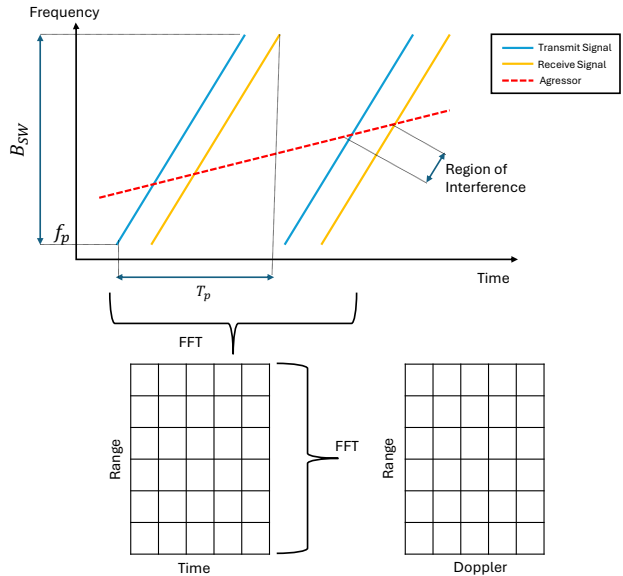 Frequency
Transmit Signal
Receive Signal
Agressor
B_SW
Region of
Interference
f_p
Time
T_p
FFT
Range
FFT
Range
Time
Doppler